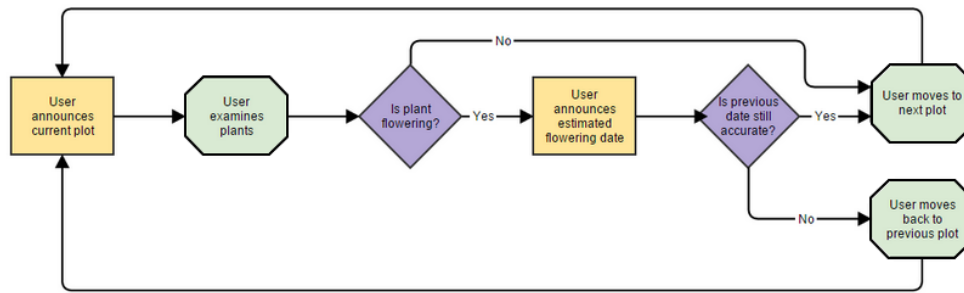 User
announces
current plot
User
examines
plants
Is plant
flowering?
No
Yes
User
announces
estimated
flowering date
Is previous
date still
accurate?
Yes
No
User moves to
next plot
User moves
back to
previous plot